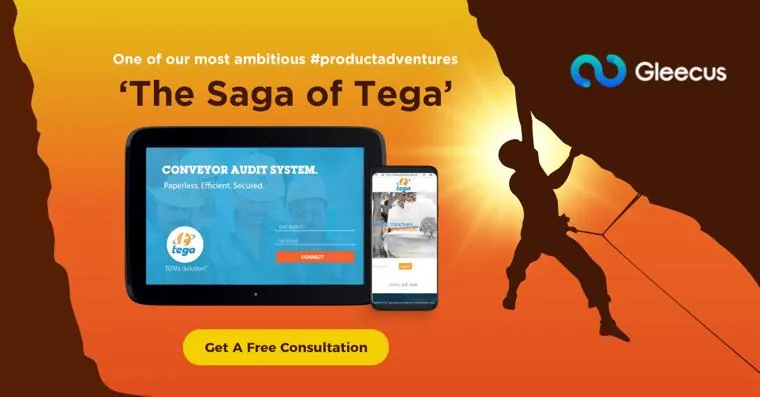 One of our most ambitious #productadventures
‘The Saga of Tega’
Gleecus
CONVEYOR AUDIT SYSTEM.
Paperless, Efficient, Secured.
CONNECT
tega
TOTAL Solution
tega
TOGETHER
Get A Free Consultation